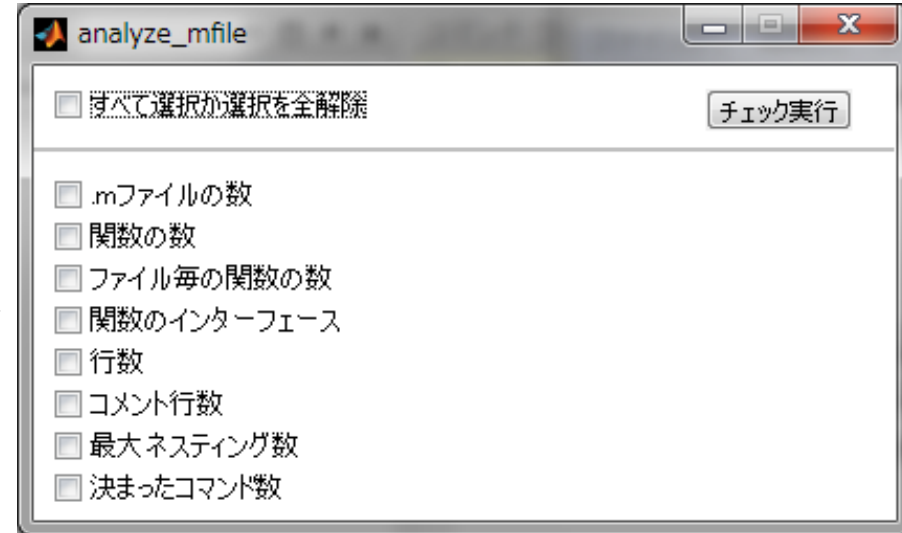 analyze_mfile
すべて選択か選択を全解除
チェック実行
.mファイルの数
関数の数
ファイル毎の関数の数
関数のインターフェース
行数
コメント行数
最大ネスティング数
決まったコマンド数